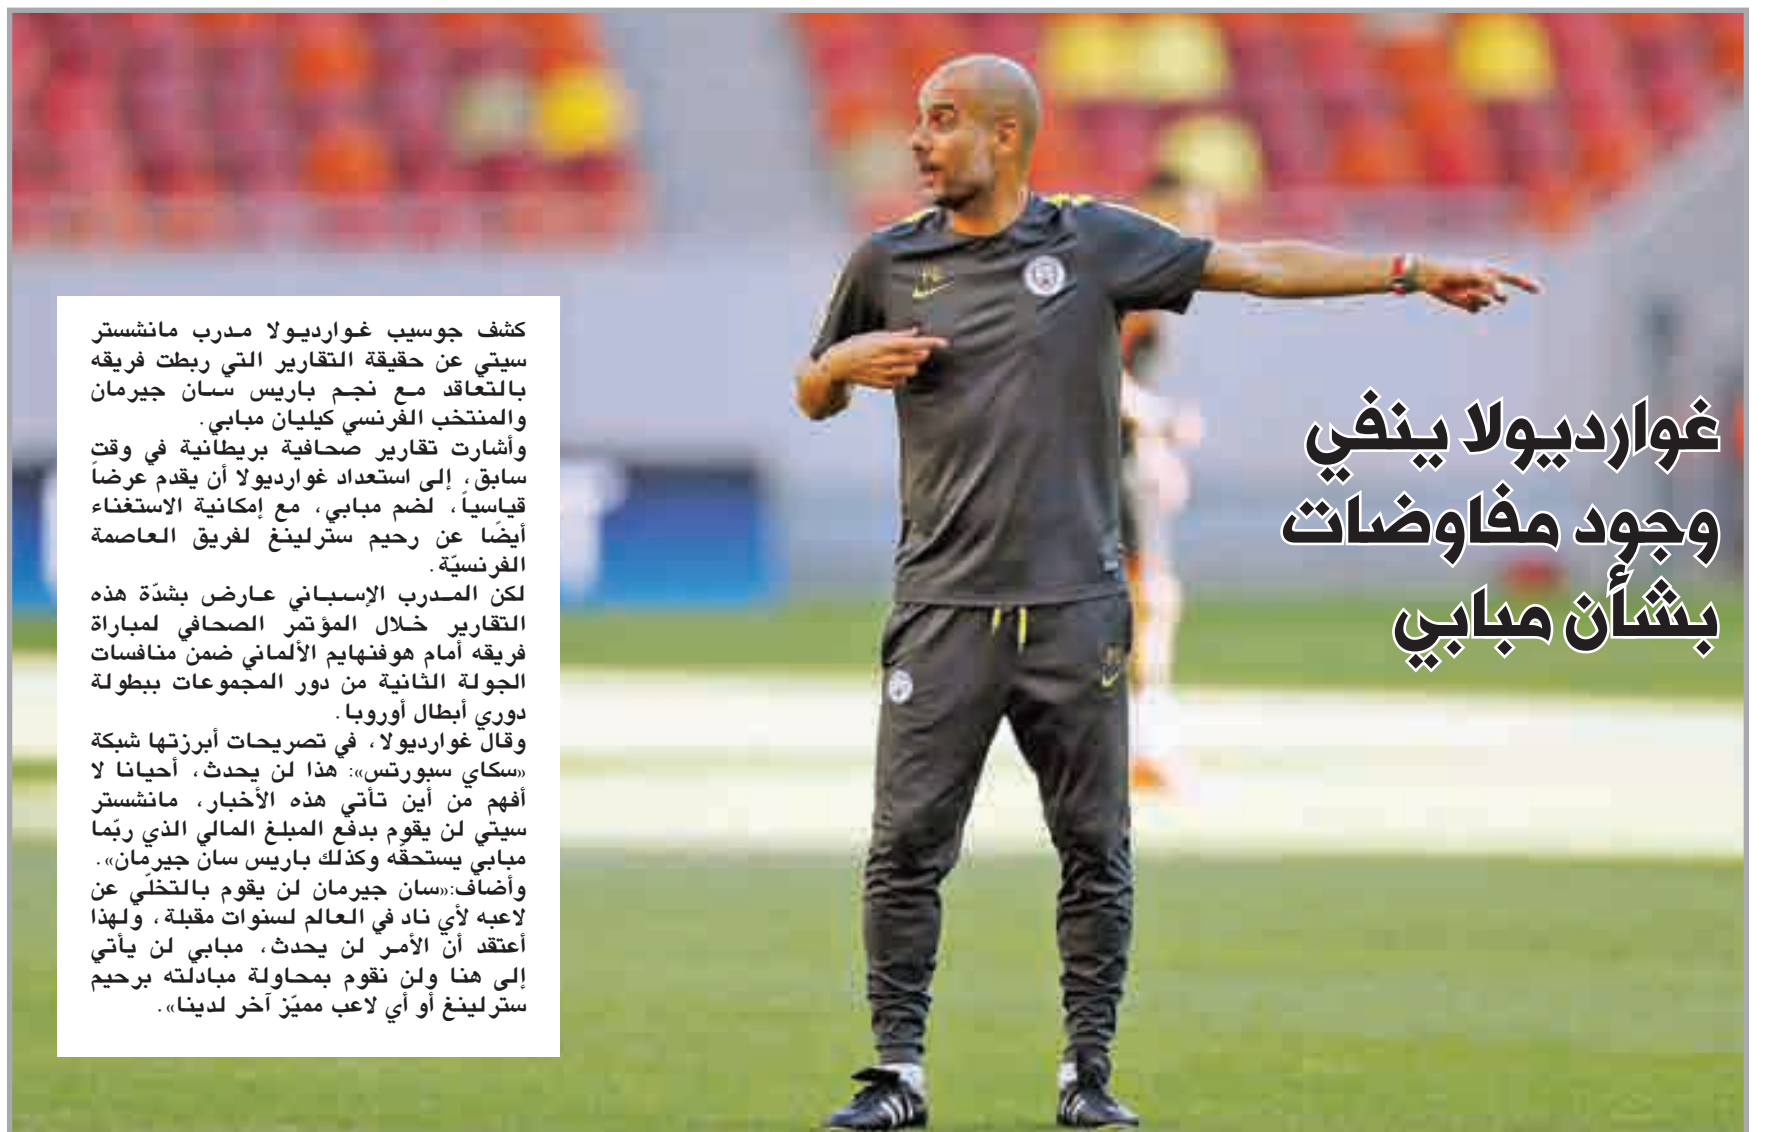 غوارديولا ينفي
وجود مفاوضات
بشأن مبابي
كشف جوسيب غوارديولا مدرب مانشستر
سيتي عن حقيقة التقارير التي ربطت فريقه
بالتعاقد مع نجم باريس سان جيرمان
والمنتخب الفرنسي كيليان مبابي.
وأشارت تقارير صحافية بريطانية في وقت
سابق، إلى استعداد غوارديولا أن يقدم عرضاً
قياسياً، لضم مبابي، مع إمكانية الاستغناء
أيضًا عن رحيم سترلينغ لفريق العاصمة
الفرنسيّة.
لكن المدرب الإسباني عارض بشدّة هذه
التقارير خلال المؤتمر الصحافي لمباراة
فريقه أمام هوفنهايم الألماني ضمن منافسات
الجولة الثانية من دور المجموعات ببطولة
دوري أبطال أوروبا.
وقال غوارديولا، في تصريحات أبرزتها شبكة
«سكاي سبورتس»: هذا لن يحدث، أحيانا لا
أفهم من أين تأتي هذه الأخبار، مانشستر
سيتي لن يقوم بدفع المبلغ المالي الذي ربّما
مبابي يستحقّه وكذلك باريس سان جيرمان».
وأضاف:«سان جيرمان لن يقوم بالتخلّي عن
لاعبه لأي ناد في العالم لسنوات مقبلة، ولهذا
أعتقد أن الأمر لن يحدث، مبابي لن يأتي
إلى هنا ولن نقوم بمحاولة مبادلته برحيم
سترلينغ أو أي لاعب مميّز آخر لدينا».